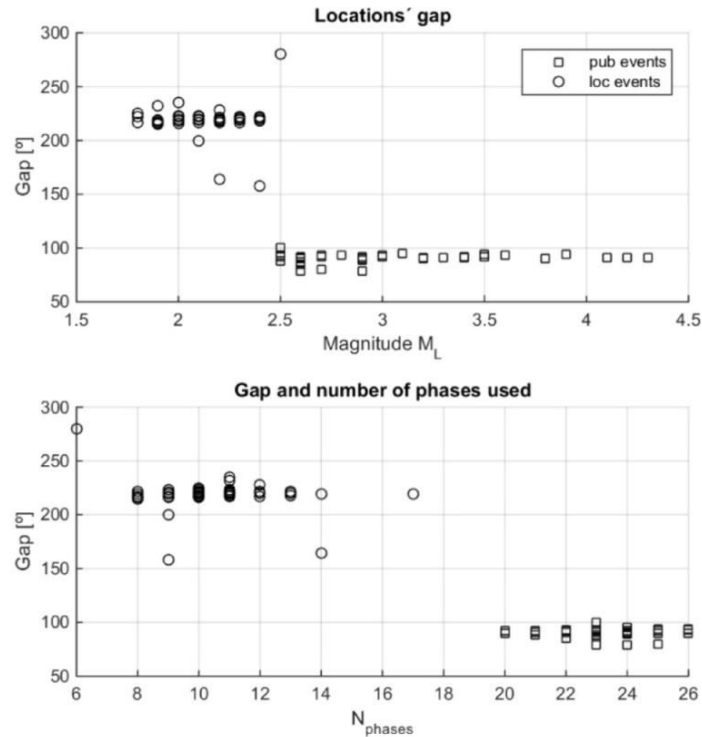 Locations´ gap
300
250
200
150
100
50
Gap [º]
pub events
loc events
1.5 2 2.5 3 3.5 4 4.5
Magnitude M_L
Gap and number of phases used
300
250
200
150
100
50
Gap [º]
6 8 10 12 14 16 18 20 22 24 26
N_phases